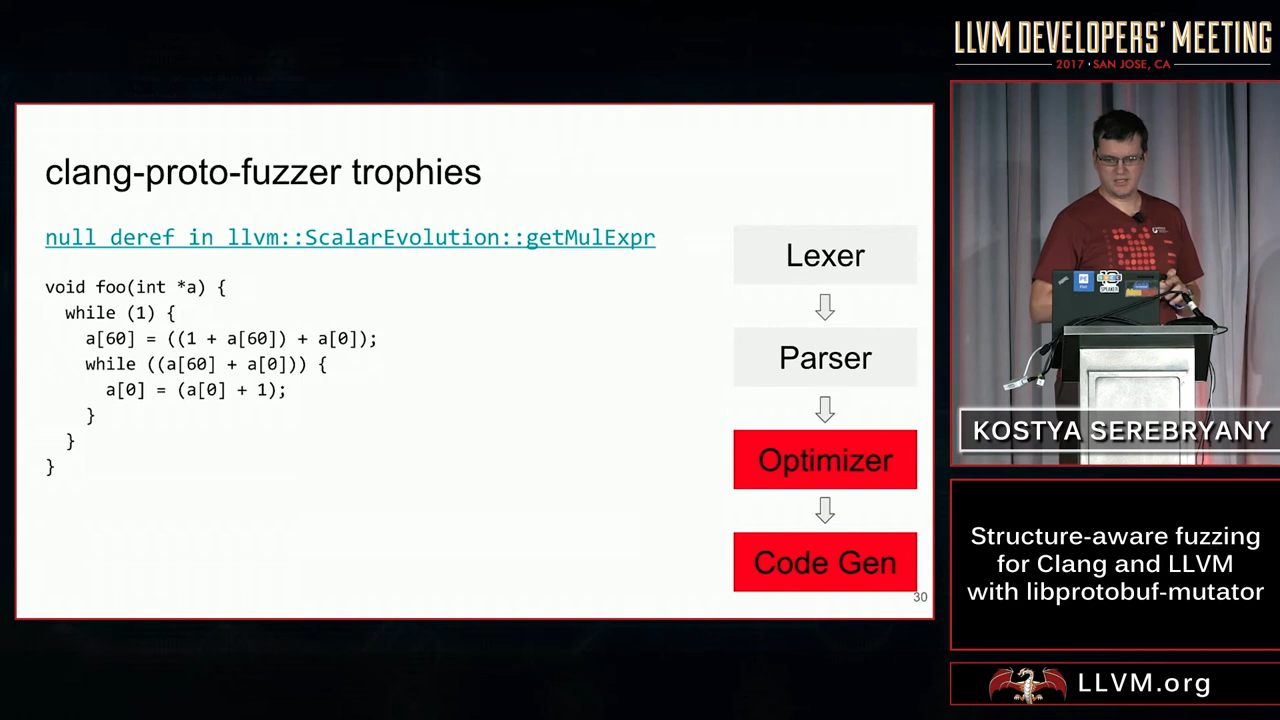 LLVM DEVELOPERS' MEETING
2017 • SAN JOSE, CA
clang-proto-fuzzer trophies
null deref in llvm::ScalarEvolution::getMulExpr
void foo(int *a) {
while (1) {
a[60] = ((1 + a[60]) + a[0]);
while ((a[60] + a[0])) {
a[0] = (a[0] + 1);
}
}
}
Lexer
Parser
Optimizer
Code Gen
30
KOSTYA SEREBRYANY
Structure-aware fuzzing
for Clang and LLVM
with libprotobuf-mutator
LLVM.org